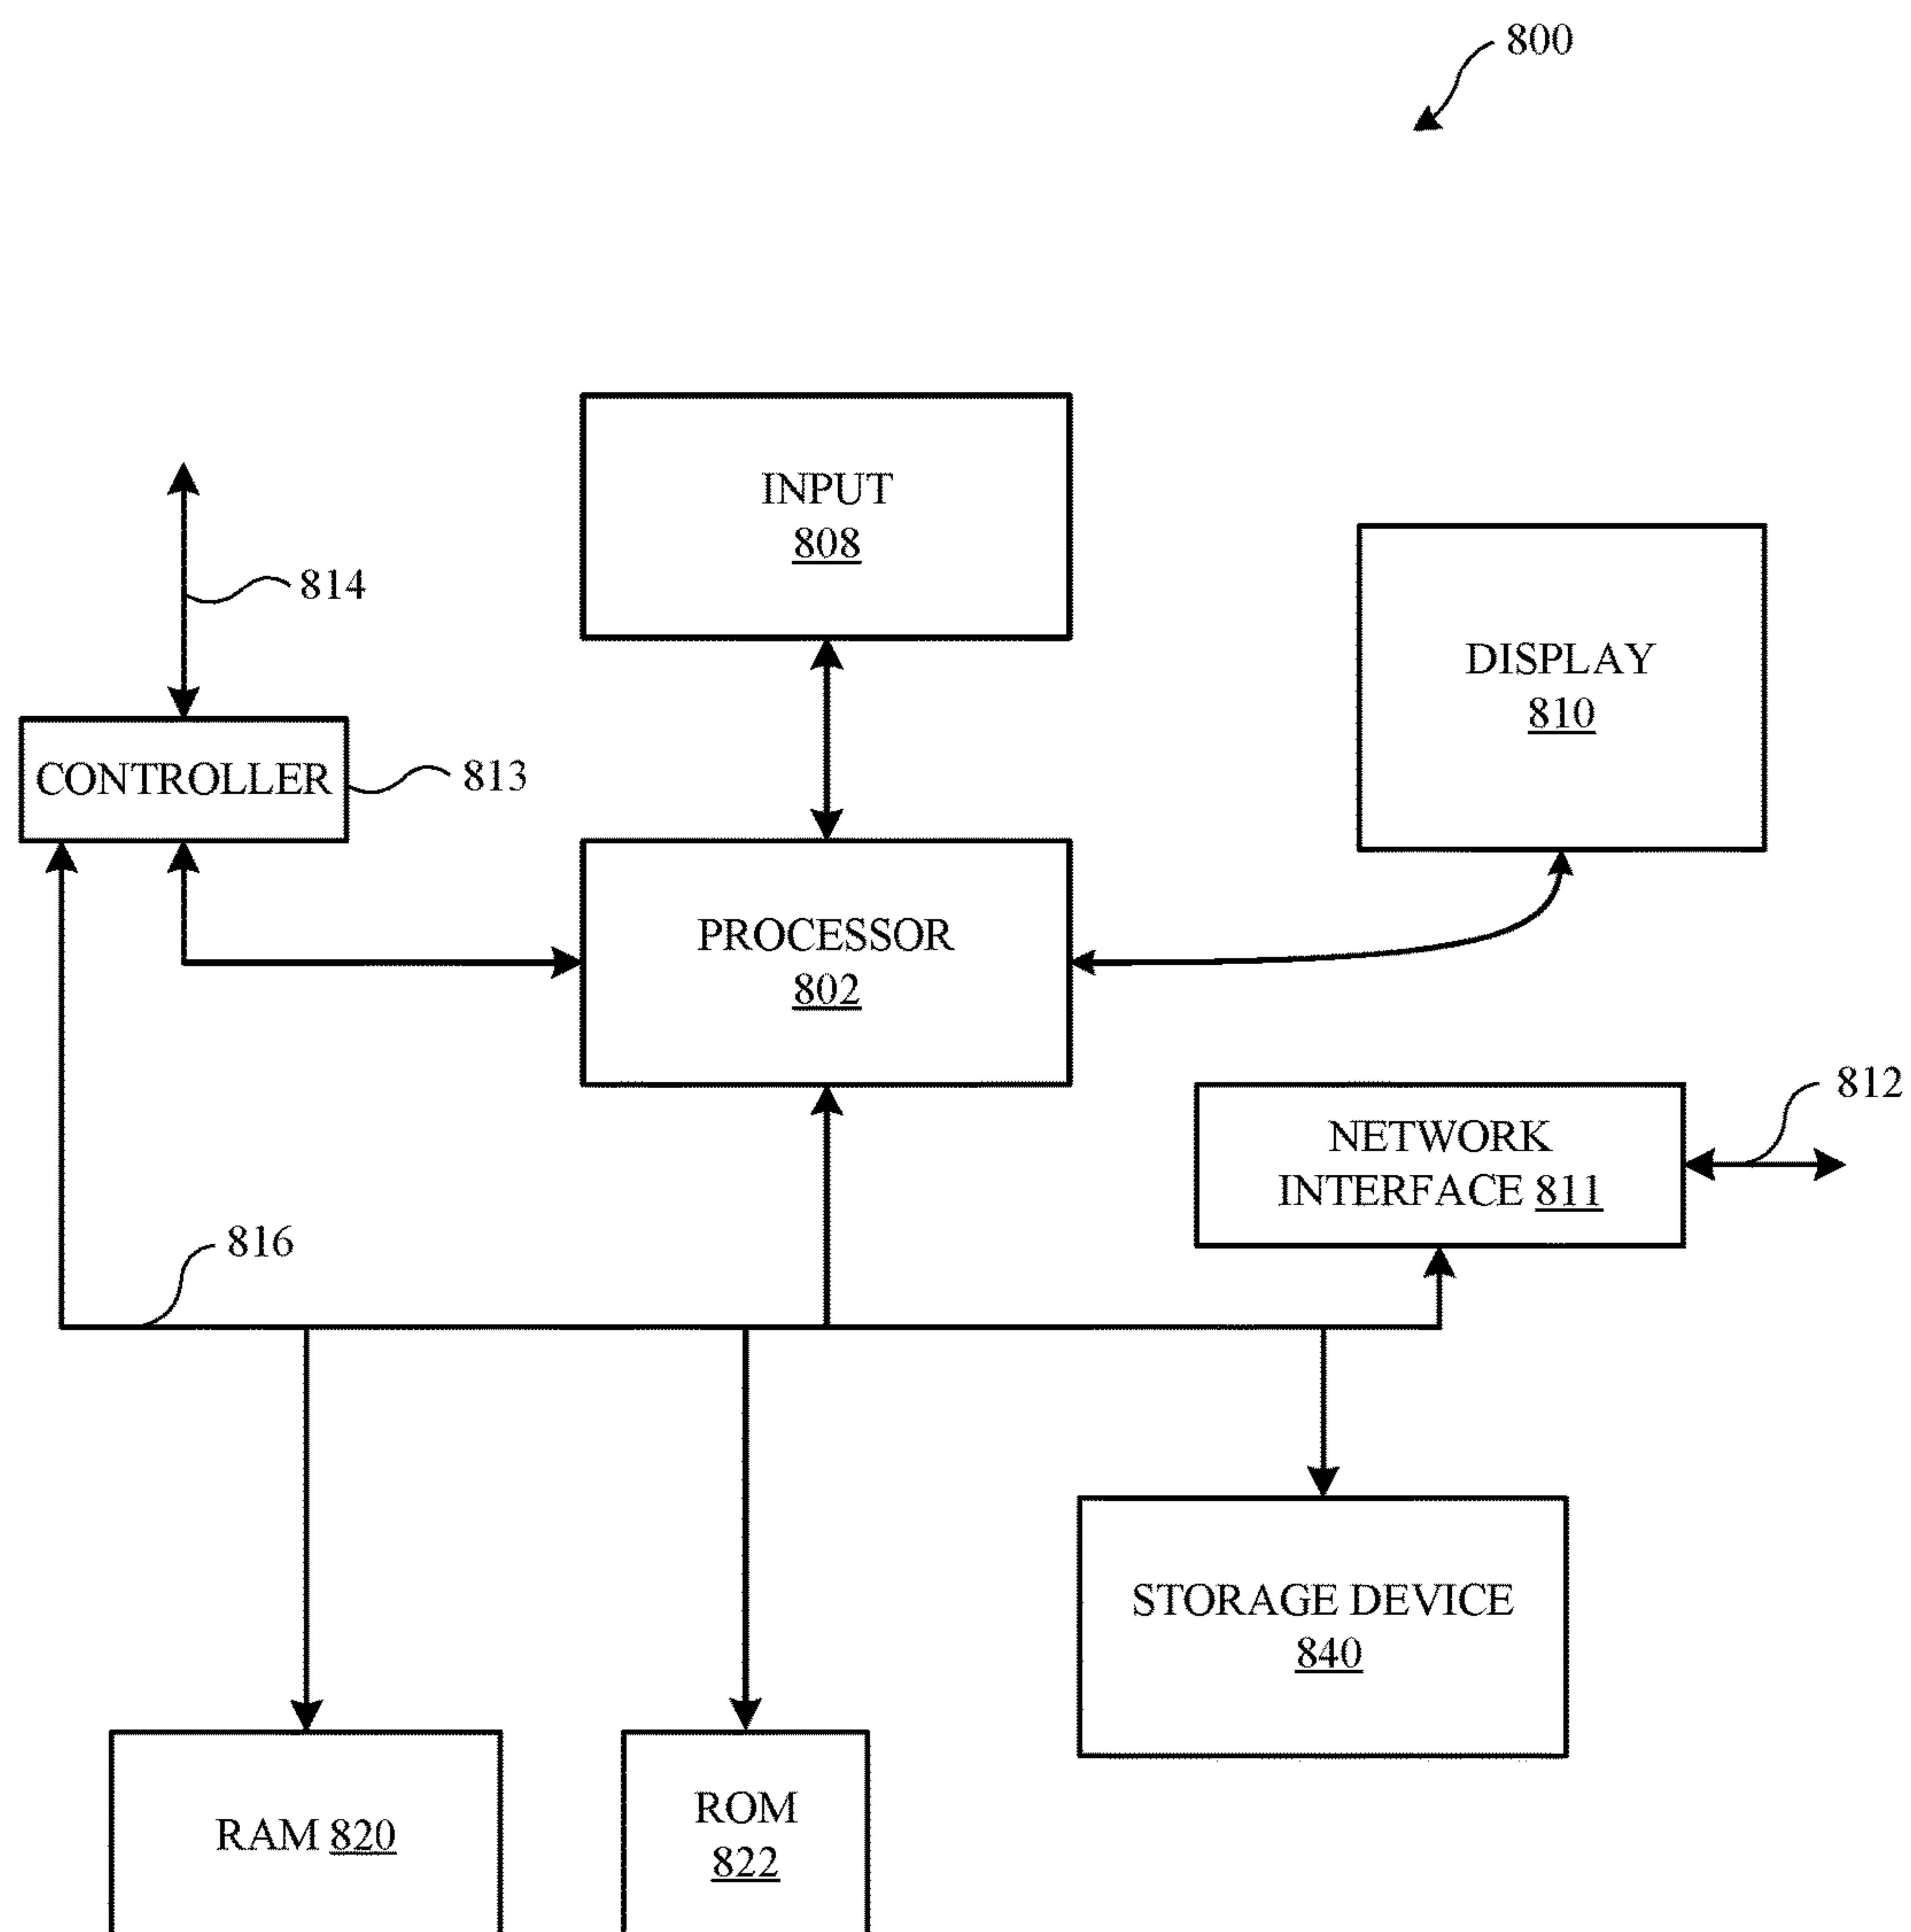 800
INPUT
808
814
DISPLAY
810
CONTROLLER
813
PROCESSOR
802
812
NETWORK
INTERFACE 811
816
STORAGE DEVICE
840
RAM 820
ROM
822